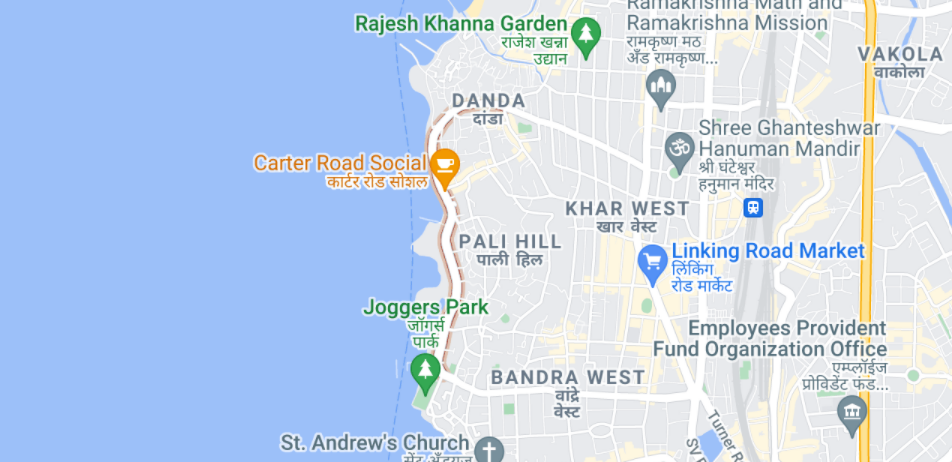 Ramakrishna Math and
Ramakrishna Mission
रामकृष्ण मठ
अँड रामकृष्ण...
Rajesh Khanna Garden
राजेश खन्ना
उद्यान
VAKOLA
वाकोला
DANDA
दांडा
Shree Ghanteshwar
Hanuman Mandir
श्री घंटेश्वर
हनुमान मंदिर
Carter Road Social
कार्टर रोड सोशल
KHAR WEST
खार वेस्ट
PALI HILL
पाली हिल
Linking Road Market
लिंकिंग
रोड मार्केट
Joggers Park
जॉगर्स
पार्क
Employees Provident
Fund Organization Office
एम्प्लॉईज
प्रोविडेंट फंड...
BANDRA WEST
वांद्रे
वेस्ट
Turner
St. Andrew's Church